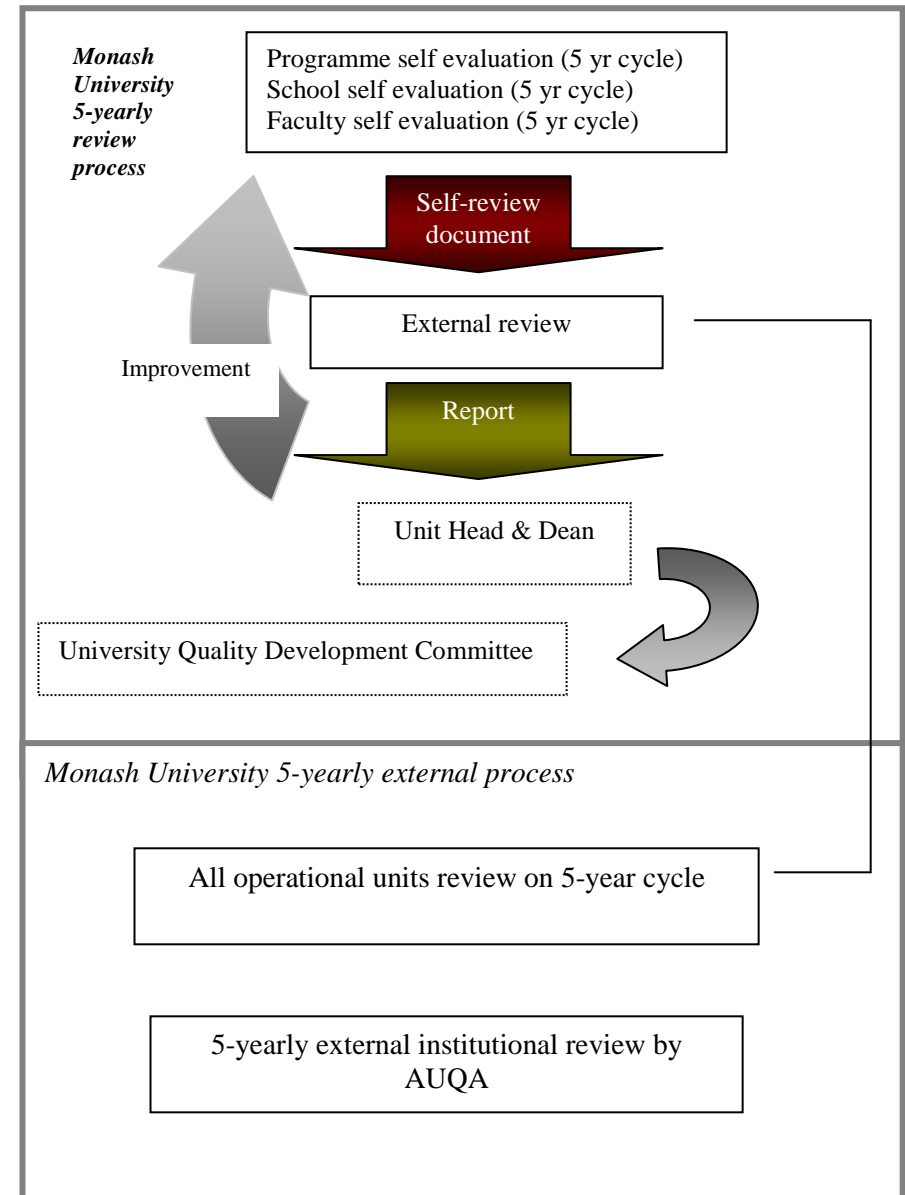 Monash
University
5-yearly
review
process
Programme self evaluation (5 yr cycle)
School self evaluation (5 yr cycle)
Faculty self evaluation (5 yr cycle)
Self-review
document
External review
Improvement
Report
Unit Head & Dean
University Quality Development Committee
Monash University 5-yearly external process
All operational units review on 5-year cycle
5-yearly external institutional review by
AUQA